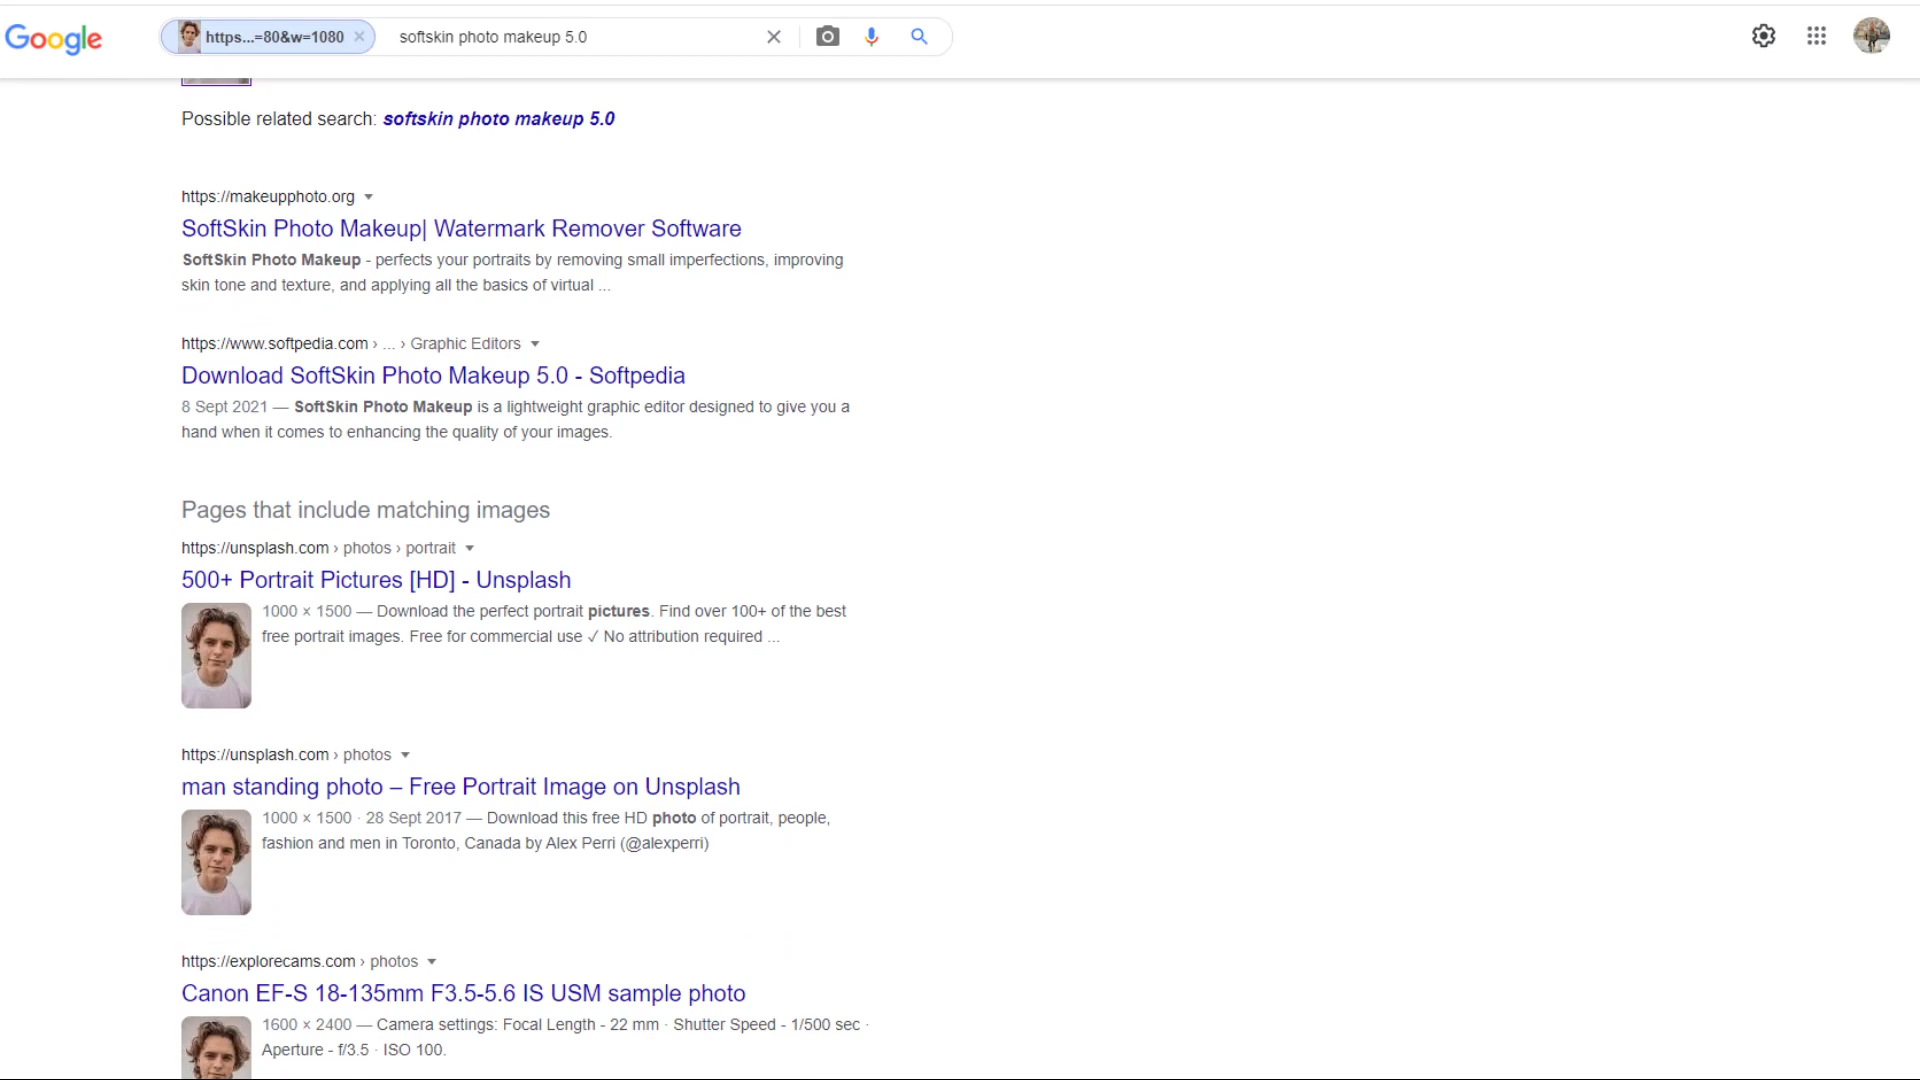 Google
https...=80&w=1080
softskin photo makeup 5.0
Possible related search: softskin photo makeup 5.0
https://makeupphoto.org
SoftSkin Photo Makeup| Watermark Remover Software
SoftSkin Photo Makeup - perfects your portraits by removing small imperfections, improving
skin tone and texture, and applying all the basics of virtual ...
https://www.softpedia.com › ... › Graphic Editors
Download SoftSkin Photo Makeup 5.0 - Softpedia
8 Sept 2021 — SoftSkin Photo Makeup is a lightweight graphic editor designed to give you a
hand when it comes to enhancing the quality of your images.
Pages that include matching images
https://unsplash.com › photos › portrait
500+ Portrait Pictures [HD] - Unsplash
1000 × 1500 — Download the perfect portrait pictures. Find over 100+ of the best
free portrait images. Free for commercial use ✓ No attribution required ...
https://unsplash.com › photos
man standing photo – Free Portrait Image on Unsplash
1000 × 1500 · 28 Sept 2017 — Download this free HD photo of portrait, people,
fashion and men in Toronto, Canada by Alex Perri (@alexperri)
https://explorecams.com › photos
Canon EF-S 18-135mm F3.5-5.6 IS USM sample photo
1600 × 2400 — Camera settings: Focal Length - 22 mm · Shutter Speed - 1/500 sec ·
Aperture - f/3.5 · ISO 100.